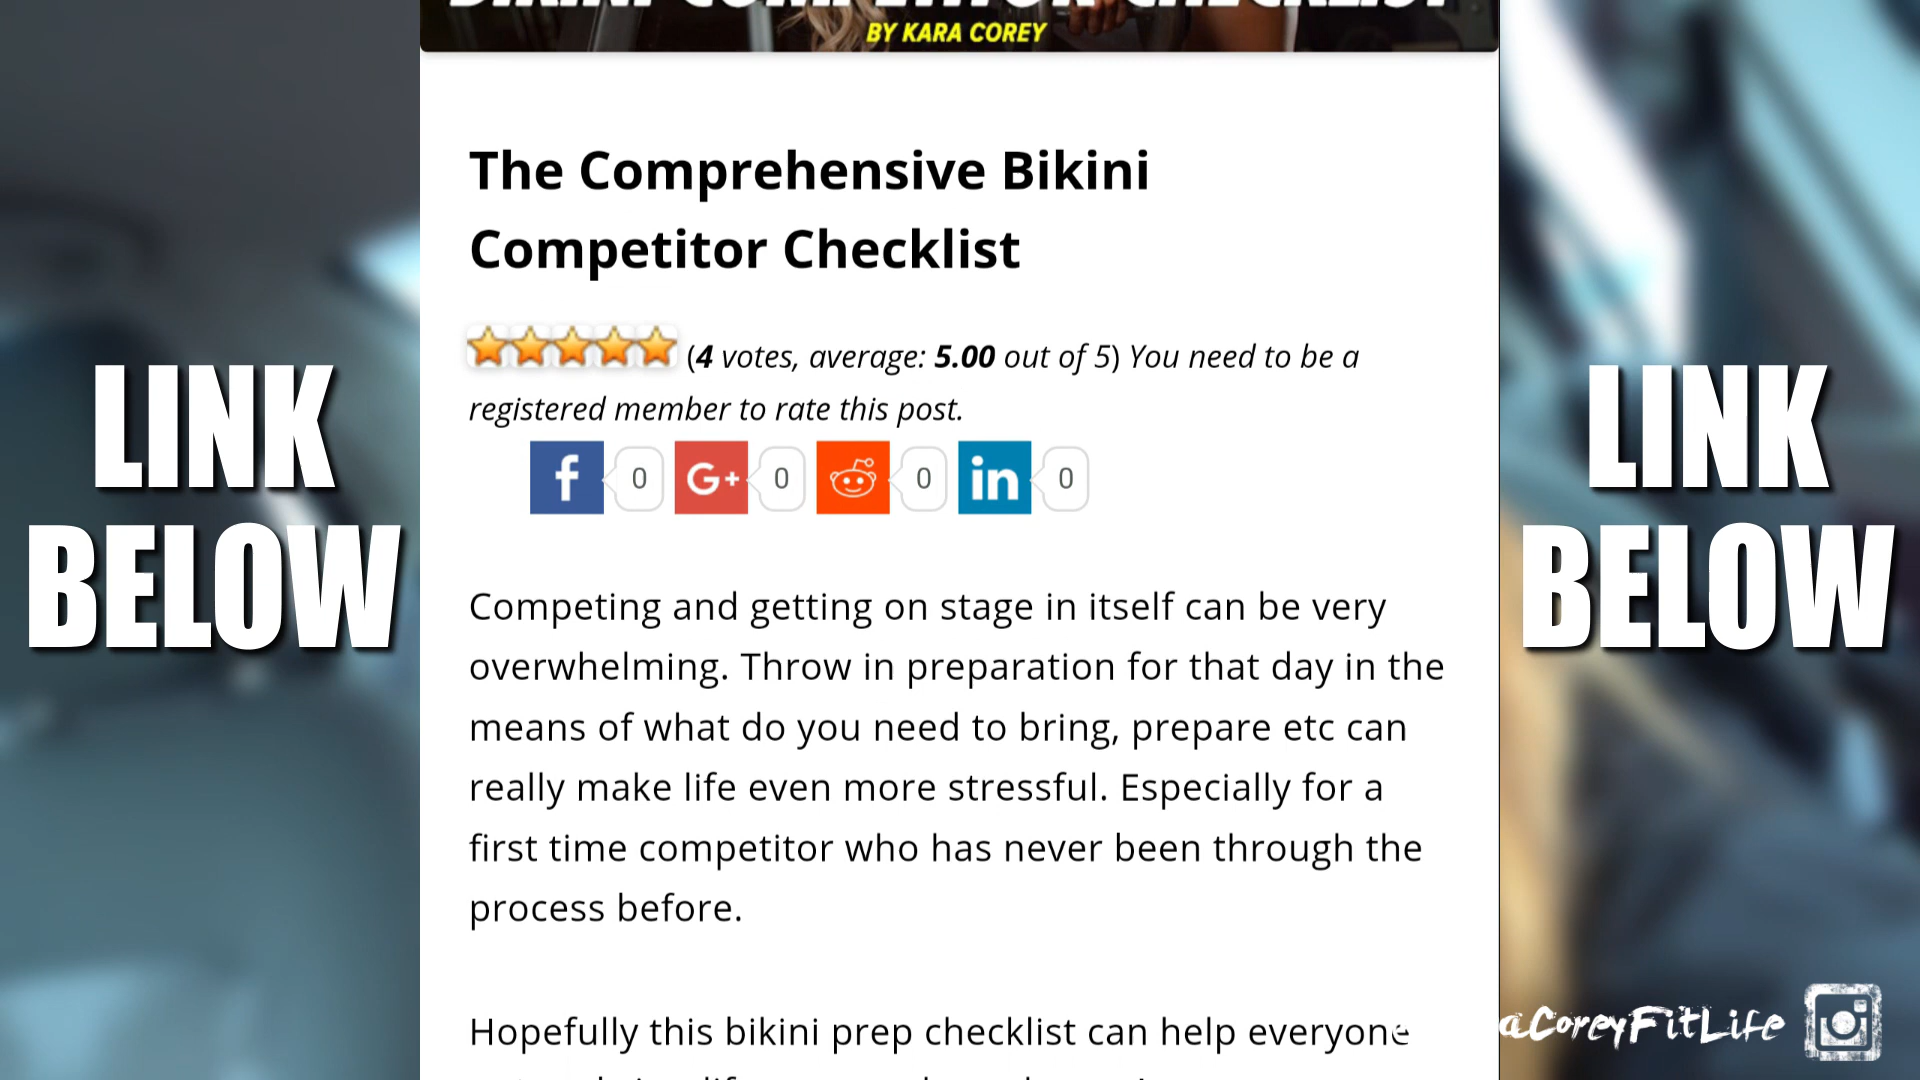 BIKINI COMPETITOR CHECKLIST
BY KARA COREY
The Comprehensive Bikini
Competitor Checklist
(4 votes, average: 5.00 out of 5) You need to be a
registered member to rate this post.
f 0 G+ 0 0 in 0
Competing and getting on stage in itself can be very
overwhelming. Throw in preparation for that day in the
means of what do you need to bring, prepare etc can
really make life even more stressful. Especially for a
first time competitor who has never been through the
process before.
Hopefully this bikini prep checklist can help everyone
LINK
BELOW
LINK
BELOW
aCoreyFitLife